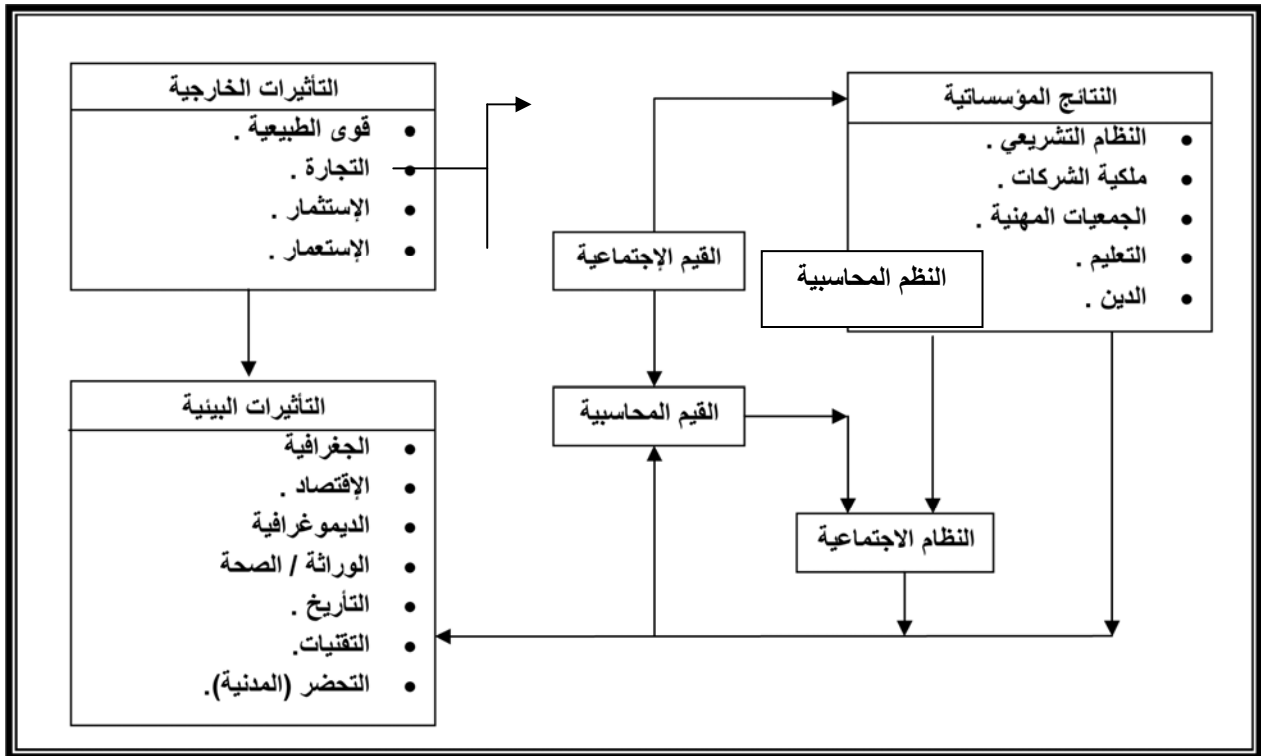 النتائج المؤسساتية
• النظام التشريعي .
• ملكية الشركات .
• الجمعيات المهنية .
• التعليم .
• الدين .
النظم المحاسبية
القيم الإجتماعية
القيم المحاسبية
النظام الاجتماعية
التأثيرات الخارجية
• قوى الطبيعية .
• التجارة .
• الإستثمار .
• الإستعمار .
التأثيرات البيئية
• الجغرافية
• الإقتصاد .
• الديموغرافية
• الوراثة / الصحة
• التأريخ .
• التقنيات.
• التحضر (المدنية).